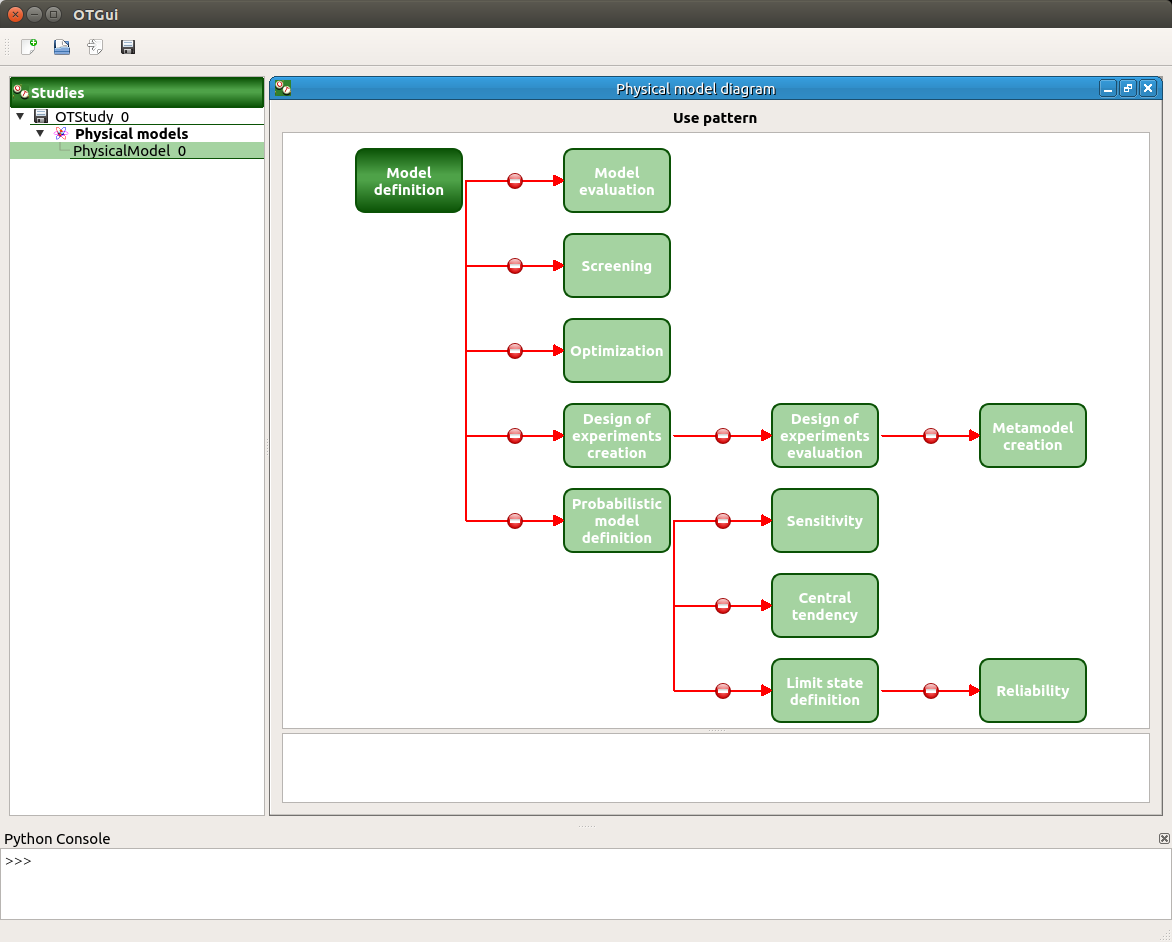 OTGui
Studies
OTStudy_0
Physical models
PhysicalModel_0
Physical model diagram
Use pattern
Model
definition
Model
evaluation
Screening
Optimization
Design of
experiments
creation
Design of
experiments
evaluation
Metamodel
creation
Probabilistic
model
definition
Sensitivity
Central
tendency
Limit state
definition
Reliability
Python Console
>>>